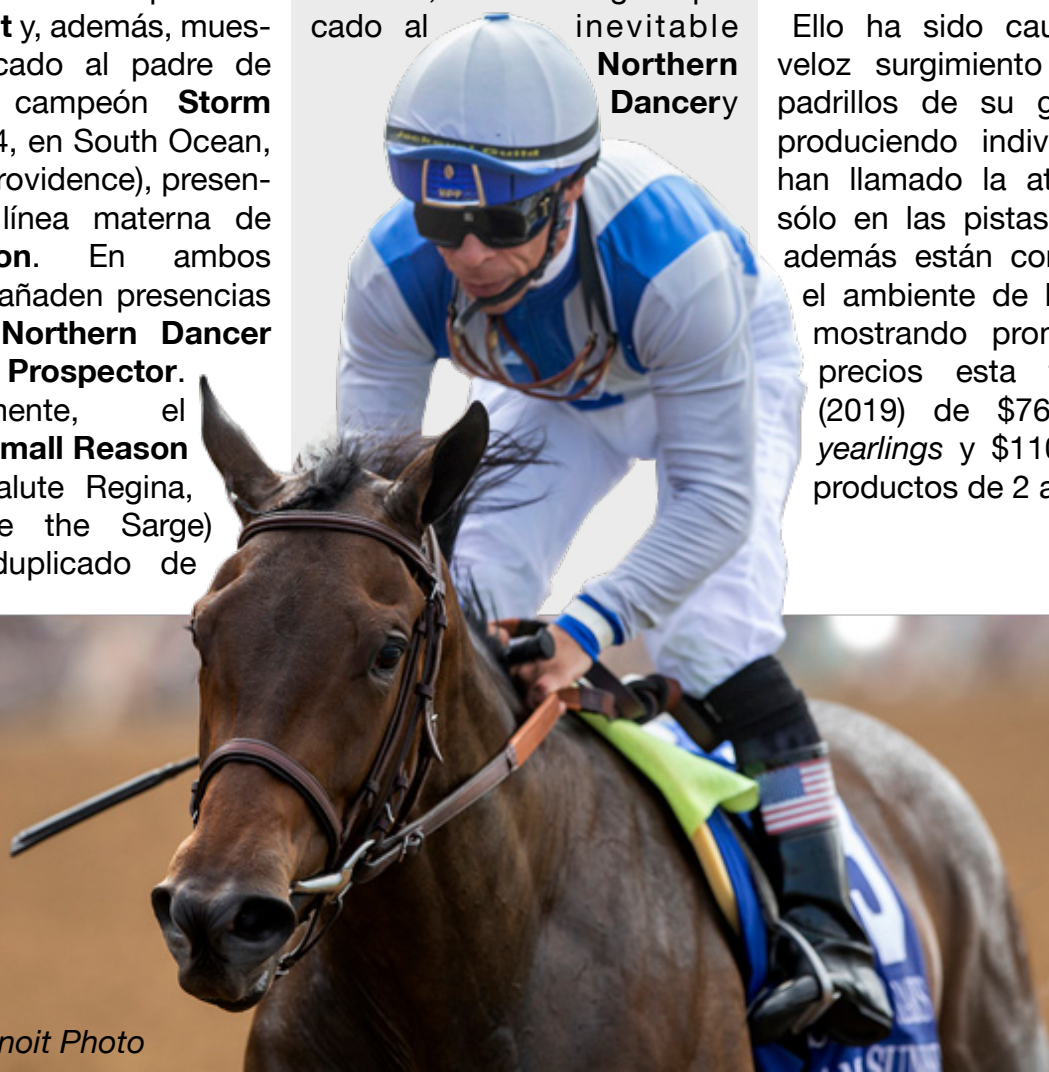 t y, además, mues-
cado al padre de
campeón Storm
4, en South Ocean,
rovidence), presen-
línea materna de
on. En ambos
añaden presencias
Northern Dancer
Prospector.
nente, el
mall Reason
alute Regina,
e the Sarge)
duplicado de
cado al inevitable
Northern
Dancery
Ello ha sido cau
veloz surgimiento
padrillos de su g
produciendo indiv
han llamado la at
sólo en las pistas
además están con
el ambiente de l
mostrando pron
precios esta
(2019) de $76
yearlings y $110
productos de 2 a
Jockeys' Guild
noit Photo